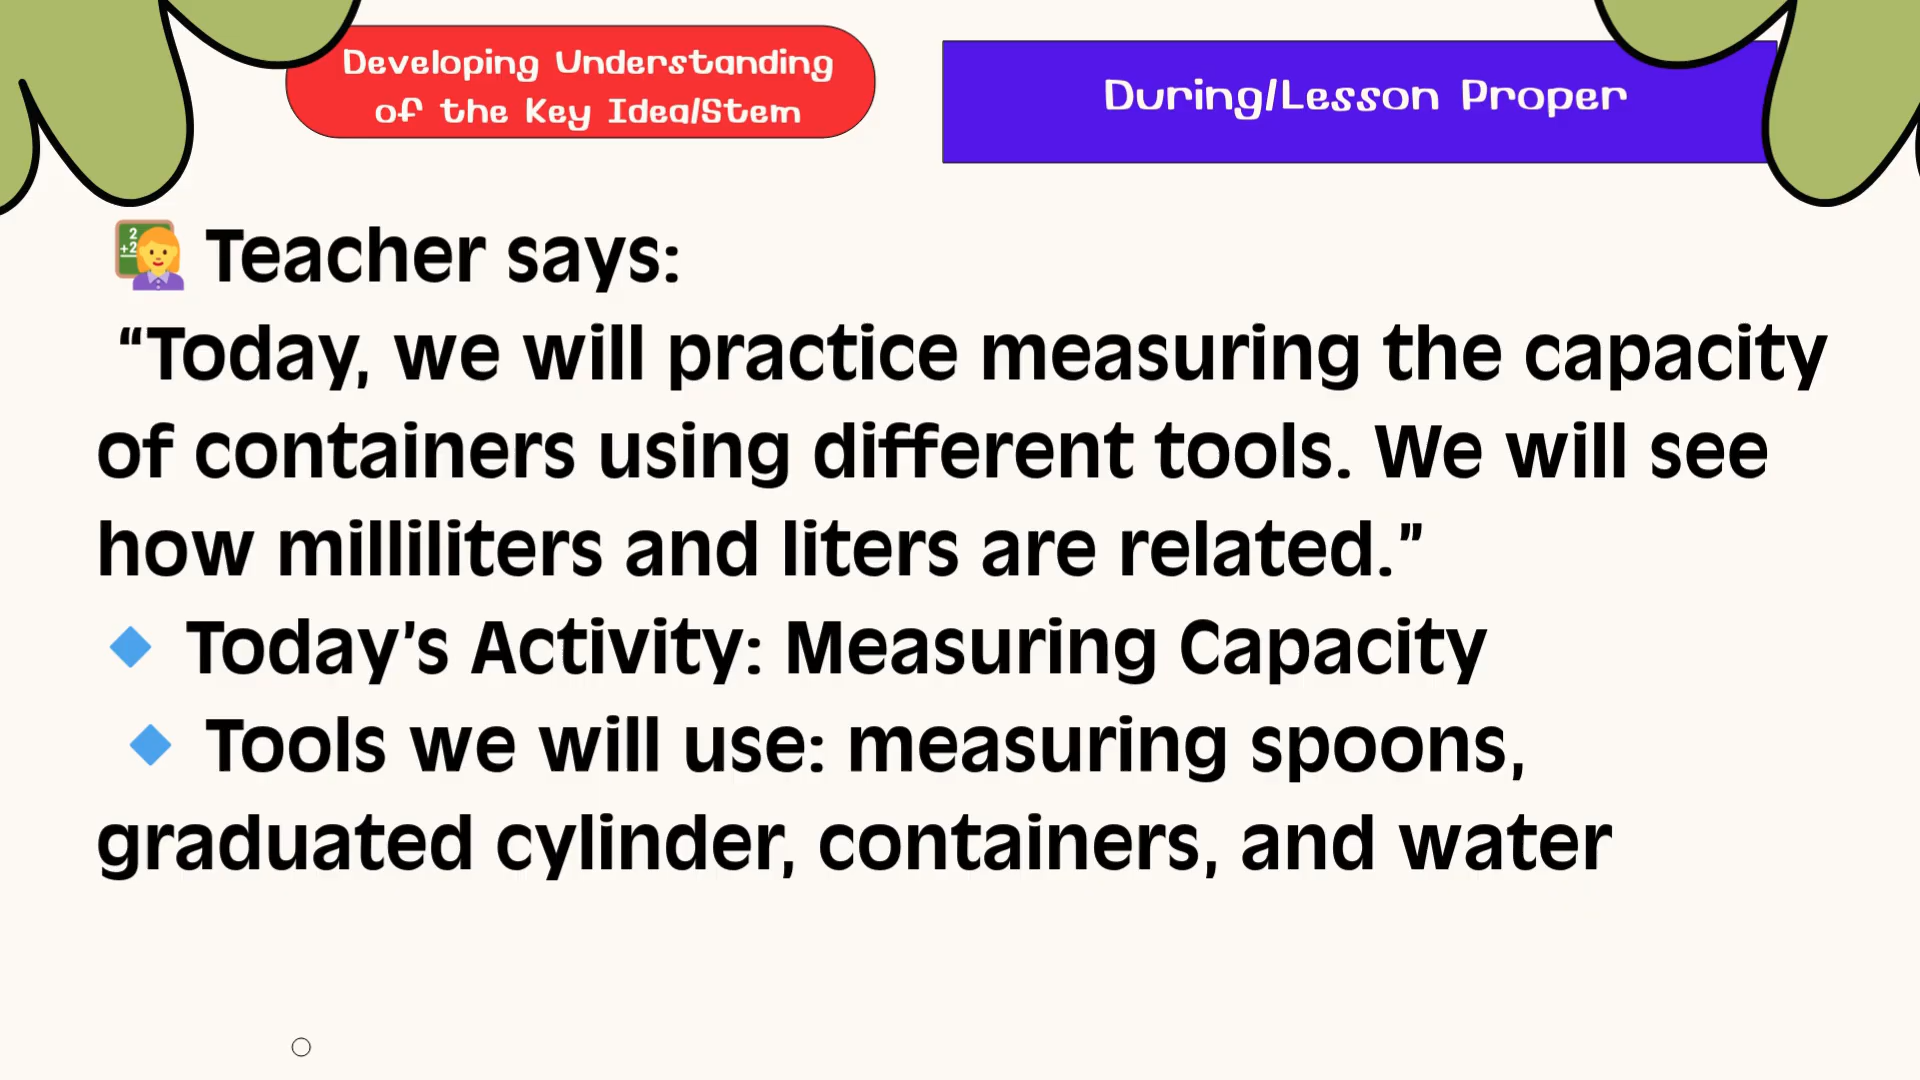 Developing Understanding
of the Key Idea/Stem
During/Lesson Proper
2
+2
Teacher says:
“Today, we will practice measuring the capacity
of containers using different tools. We will see
how milliliters and liters are related.”
Today’s Activity: Measuring Capacity
Tools we will use: measuring spoons,
graduated cylinder, containers, and water